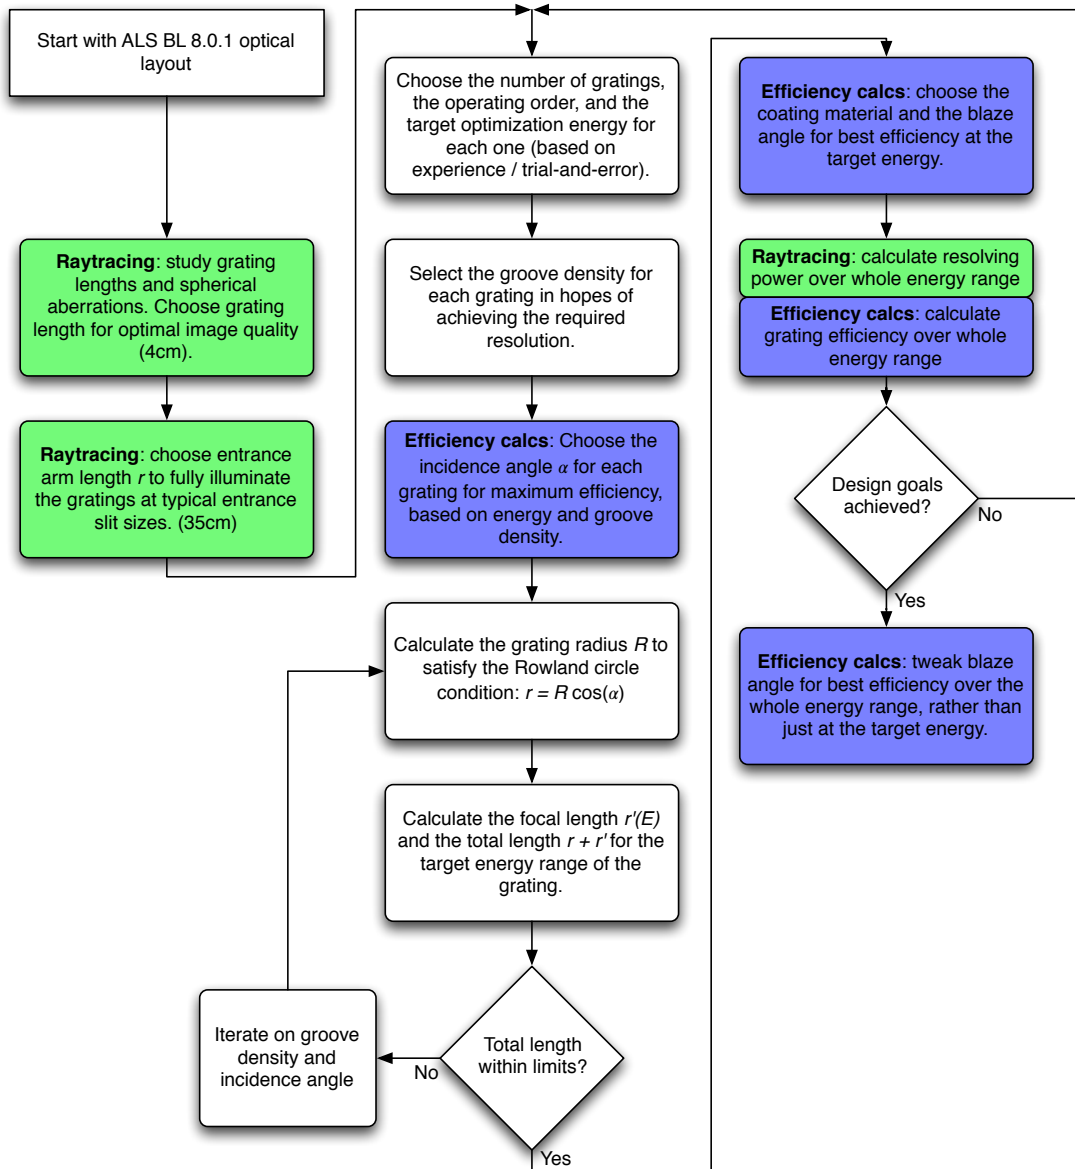 Start with ALS BL 8.0.1 optical
layout
Raytracing: study grating
lengths and spherical
aberrations. Choose grating
length for optimal image quality
(4cm).
Raytracing: choose entrance
arm length r to fully illuminate
the gratings at typical entrance
slit sizes. (35cm)
Choose the number of gratings,
the operating order, and the
target optimization energy for
each one (based on
experience / trial-and-error).
Select the groove density for
each grating in hopes of
achieving the required
resolution.
Efficiency calcs: Choose the
incidence angle α for each
grating for maximum efficiency,
based on energy and groove
density.
Calculate the grating radius R to
satisfy the Rowland circle
condition: r = R cos(α)
Calculate the focal length r'(E)
and the total length r + r' for the
target energy range of the
grating.
Total length
within limits?
No
Iterate on groove
density and
incidence angle
Yes
Efficiency calcs: choose the
coating material and the blaze
angle for best efficiency at the
target energy.
Raytracing: calculate resolving
power over whole energy range
Efficiency calcs: calculate
grating efficiency over whole
energy range
Design goals
achieved?
No
Yes
Efficiency calcs: tweak blaze
angle for best efficiency over the
whole energy range, rather than
just at the target energy.